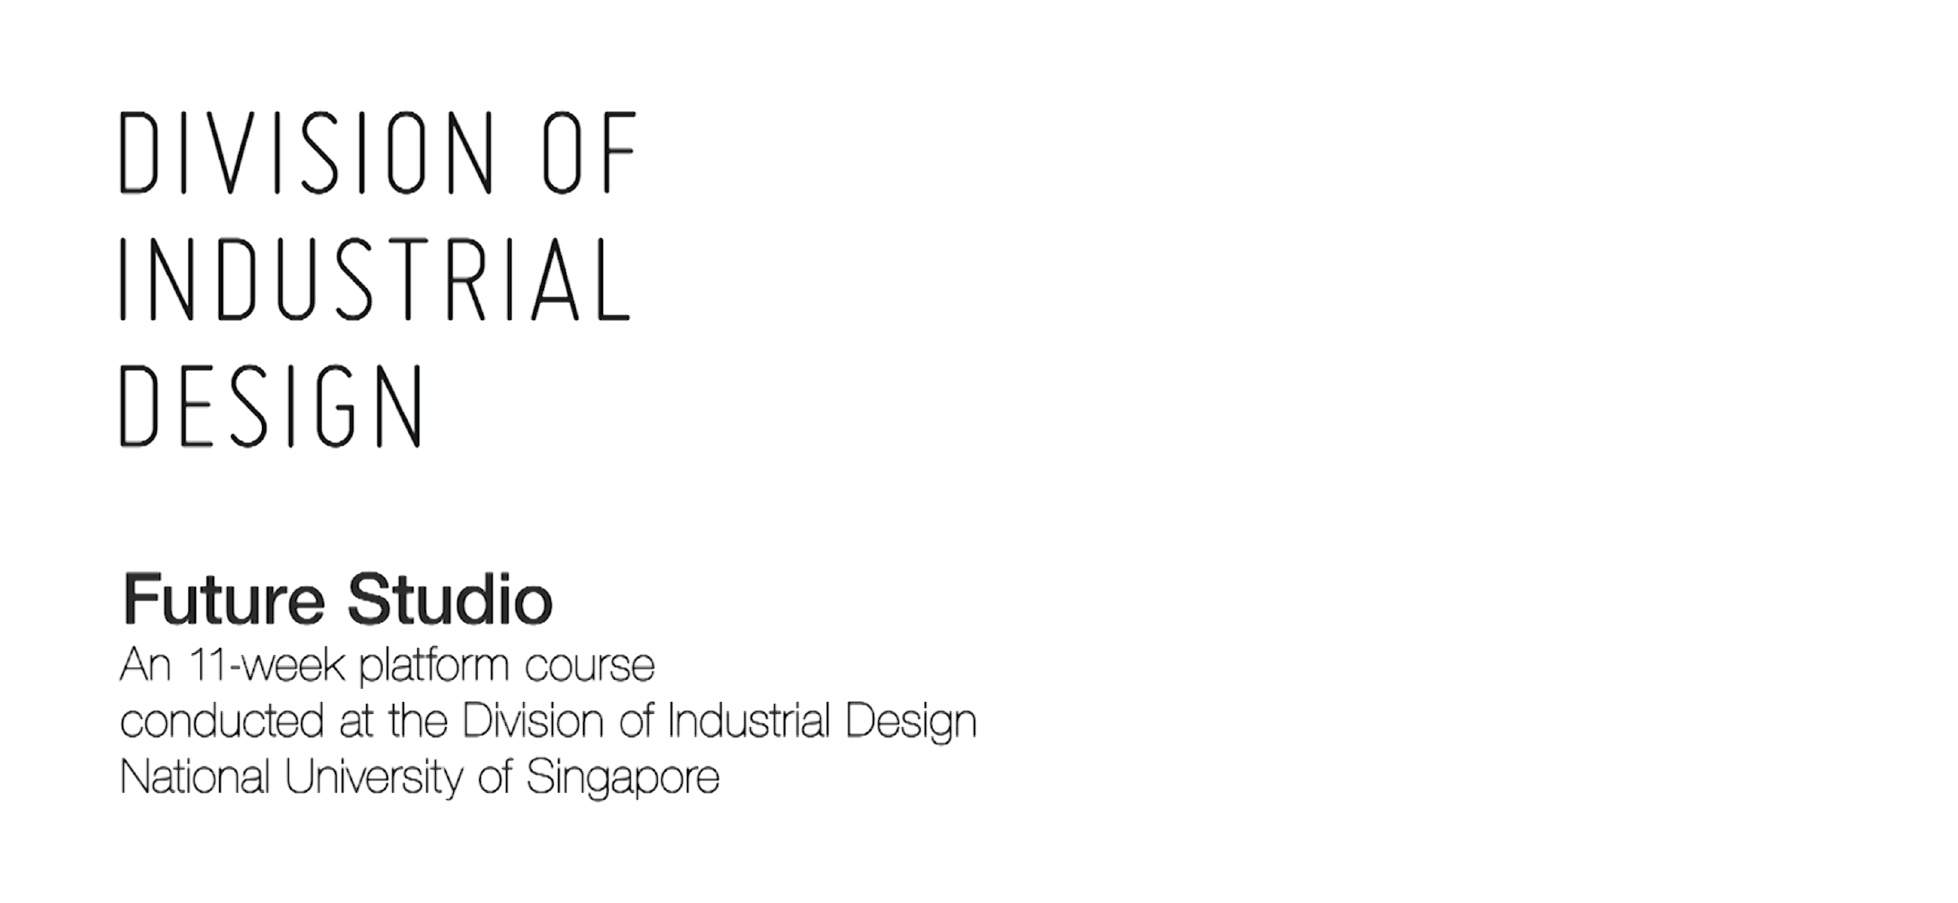 DIVISION OF
INDUSTRIAL
DESIGN
Future Studio
An 11-week platform course
conducted at the Division of Industrial Design
National University of Singapore